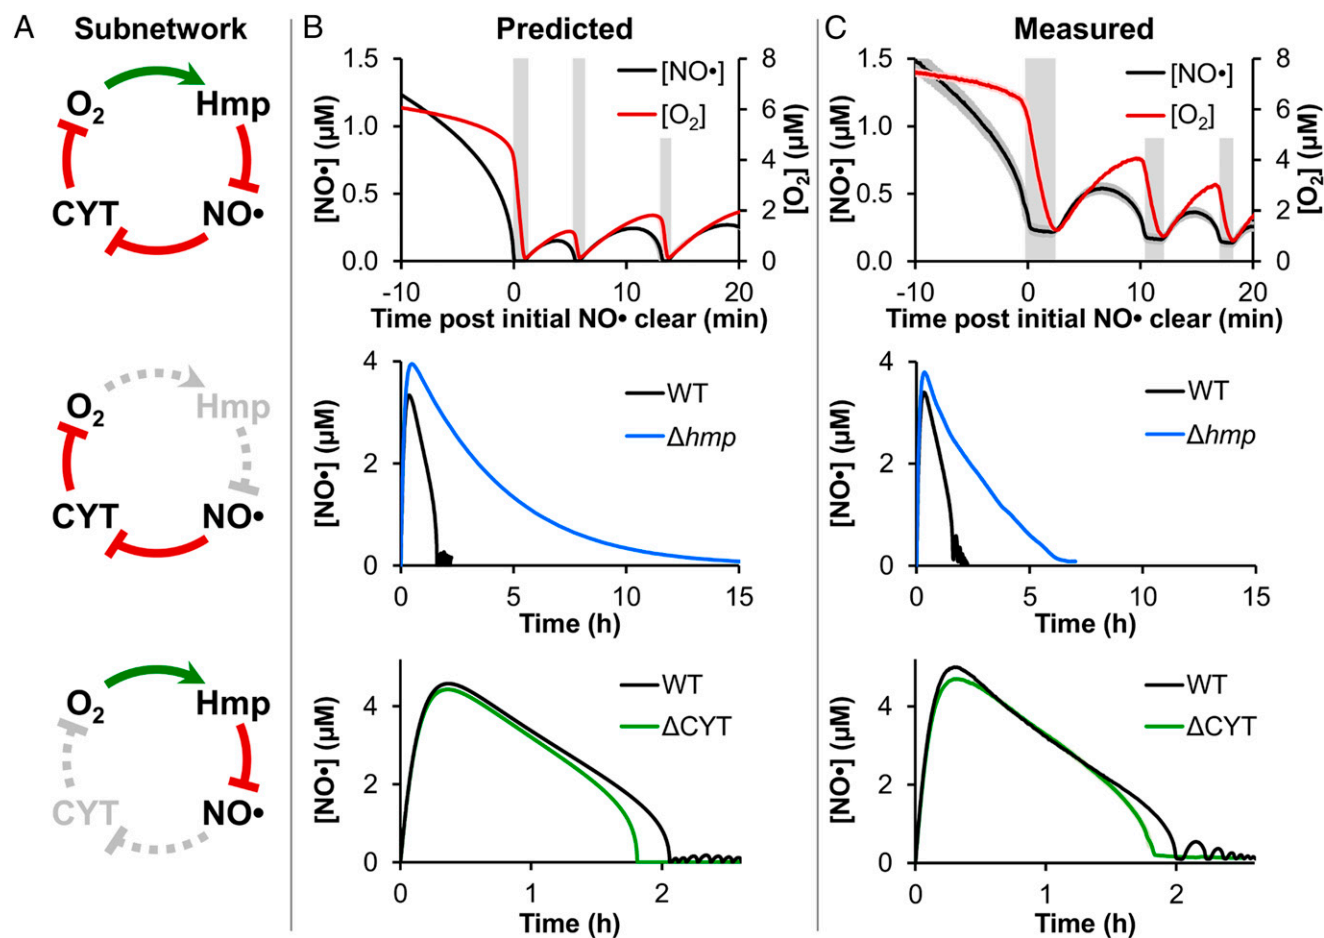 A Subnetwork
B Predicted
C Measured
O2
Hmp
CYT
NO•
1.5
1.0
0.5
0.0
[NO•] (µM)
[NO•]
[O2]
8
6
4
2
0
[O2] (µM)
-10 0 10 20
Time post initial NO• clear (min)
1.5
1.0
0.5
0.0
[NO•] (µM)
[NO•]
[O2]
8
6
4
2
0
[O2] (µM)
-10 0 10 20
Time post initial NO• clear (min)
O2
Hmp
CYT
NO•
4
2
0
[NO•] (µM)
WT
Δhmp
0 5 10 15
Time (h)
4
2
0
[NO•] (µM)
WT
Δhmp
0 5 10 15
Time (h)
O2
Hmp
CYT
NO•
4
2
0
[NO•] (µM)
WT
ΔCYT
0 1 2
Time (h)
4
2
0
[NO•] (µM)
WT
ΔCYT
0 1 2
Time (h)